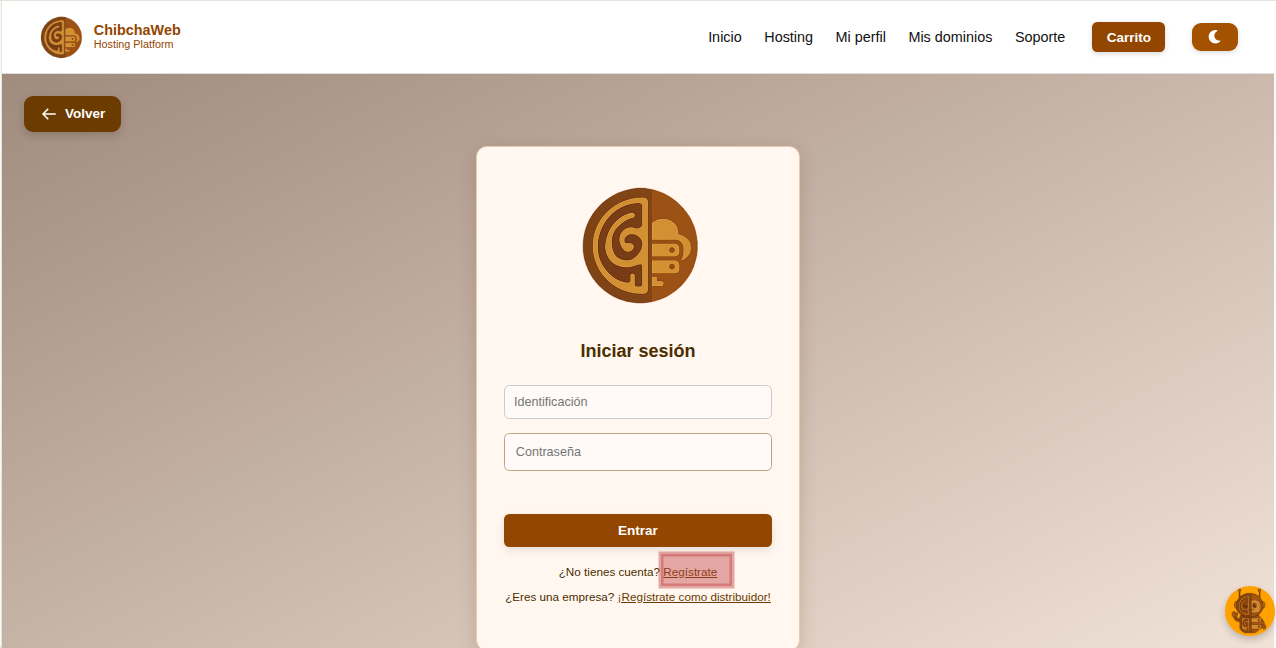 ChibchaWeb
Hosting Platform
Inicio Hosting Mi perfil Mis dominios Soporte Carrito
Volver
Iniciar sesión
Identificación
Contraseña
Entrar
¿No tienes cuenta? Regístrate
¿Eres una empresa? ¡Regístrate como distribuidor!